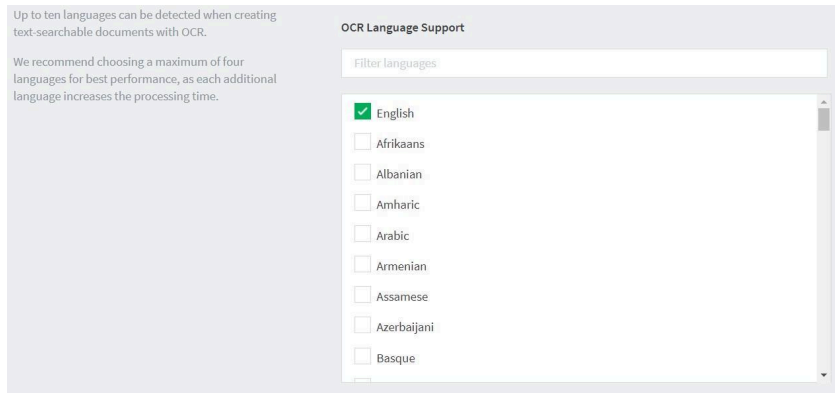 Up to ten languages can be detected when creating
text-searchable documents with OCR.
We recommend choosing a maximum of four
languages for best performance, as each additional
language increases the processing time.
OCR Language Support
Filter languages
English
Afrikaans
Albanian
Amharic
Arabic
Armenian
Assamese
Azerbaijani
Basque